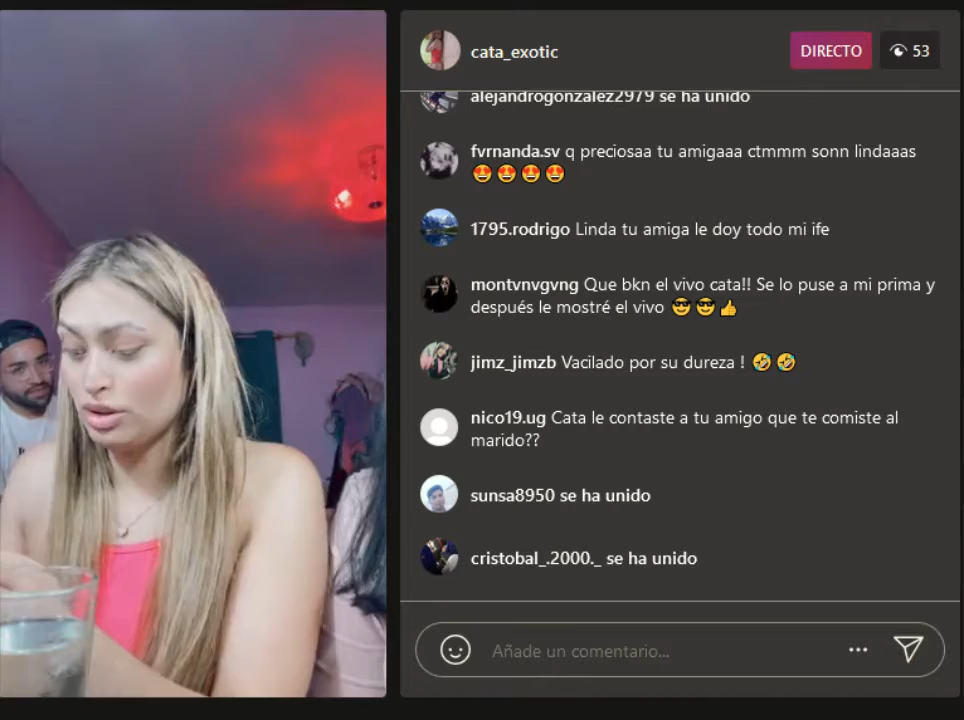 cata_exotic
DIRECTO
53
alejandrogonzalez2979 se ha unido
fvrnanda.sv q preciosaa tu amigaaa ctmmm sonn lindaaas
😍😍😍😍
1795.rodrigo Linda tu amiga le doy todo mi ife
montvnvgvng Que bkn el vivo cata!! Se lo puse a mi prima y
después le mostré el vivo 😎😎👍
jimz_jimzb Vacilado por su dureza ! 🤣🤣
nico19.ug Cata le contaste a tu amigo que te comiste al
marido??
sunsa8950 se ha unido
cristobal_.2000._ se ha unido
Añade un comentario...